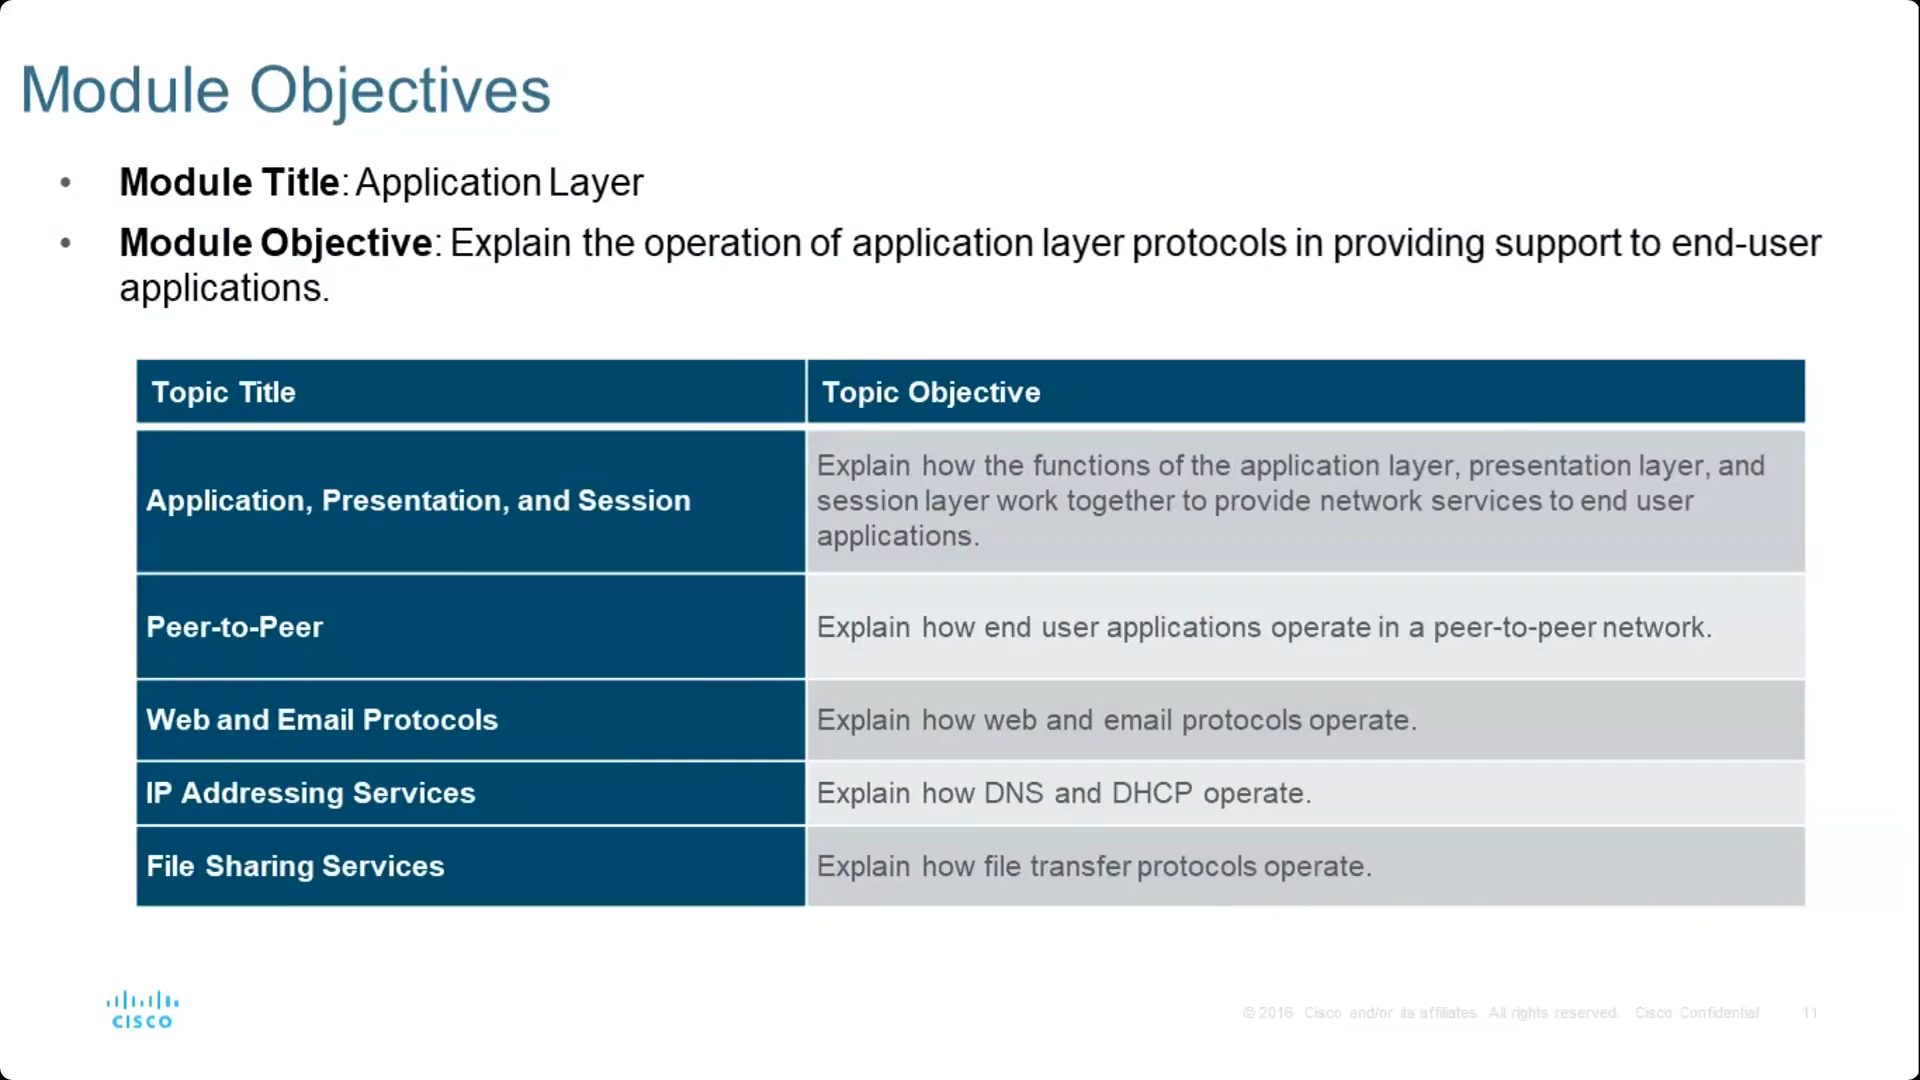 Module Objectives
• Module Title: Application Layer
• Module Objective: Explain the operation of application layer protocols in providing support to end-user
applications.
Topic Title
Topic Objective
Application, Presentation, and Session
Explain how the functions of the application layer, presentation layer, and
session layer work together to provide network services to end user
applications.
Peer-to-Peer
Explain how end user applications operate in a peer-to-peer network.
Web and Email Protocols
Explain how web and email protocols operate.
IP Addressing Services
Explain how DNS and DHCP operate.
File Sharing Services
Explain how file transfer protocols operate.
CISCO
© 2016 Cisco and/or its affiliates. All rights reserved. Cisco Confidential 11